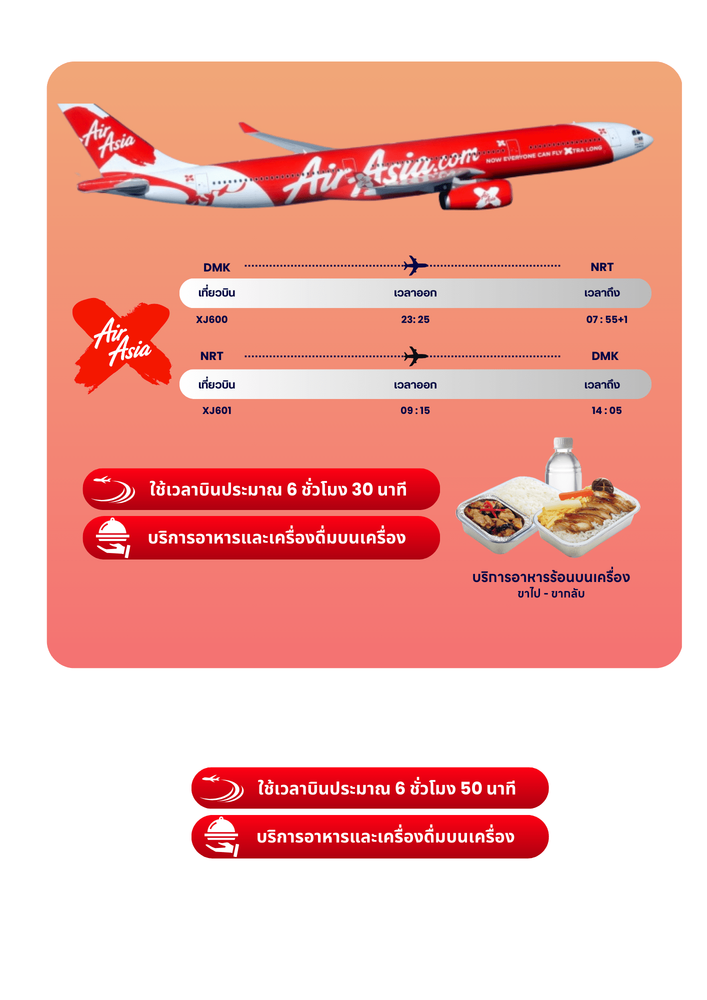 Air
Asia
AirAsia.com
NOW EVERYONE CAN FLY XTRA LONG
Air
Asia
DMK
NRT
เที่ยวบิน เวลาออก เวลาถึง
XJ600 23: 25 07 : 55+1
Air
Asia
NRT
DMK
เที่ยวบิน เวลาออก เวลาถึง
XJ601 09 : 15 14 : 05
ใช้เวลาบินประมาณ 6 ชั่วโมง 30 นาที
บริการอาหารและเครื่องดื่มบนเครื่อง
บริการอาหารร้อนบนเครื่อง
ขาไป - ขากลับ
ใช้เวลาบินประมาณ 6 ชั่วโมง 50 นาที
บริการอาหารและเครื่องดื่มบนเครื่อง